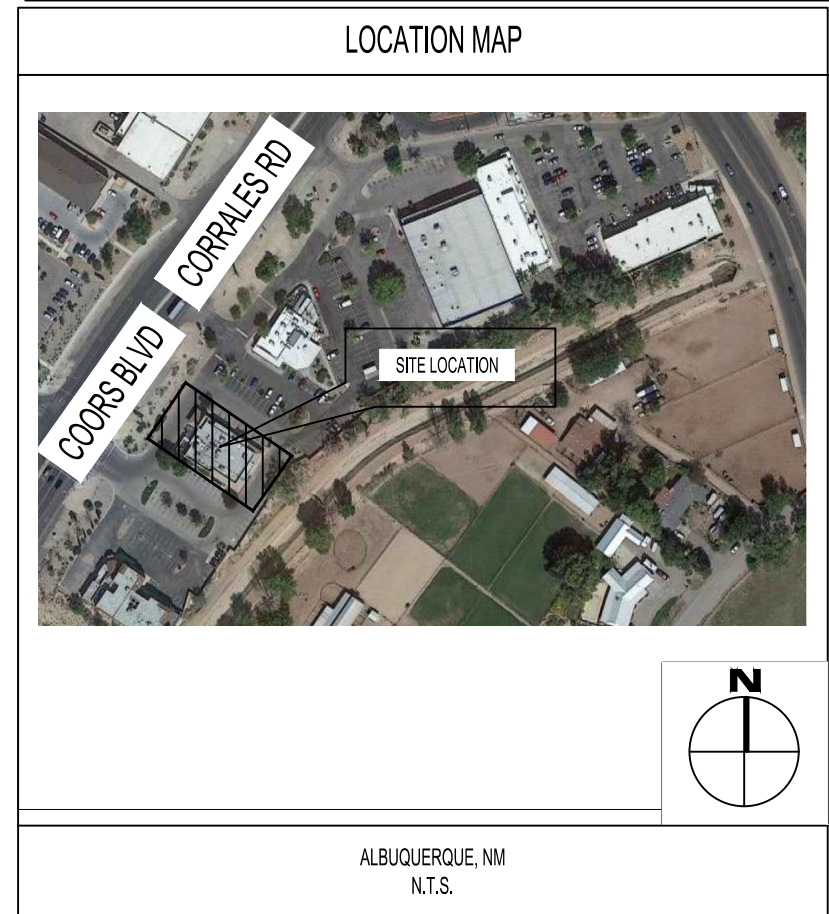 LOCATION MAP
CORRALES RD
COORS BLVD
SITE LOCATION
N
ALBUQUERQUE, NM
N.T.S.